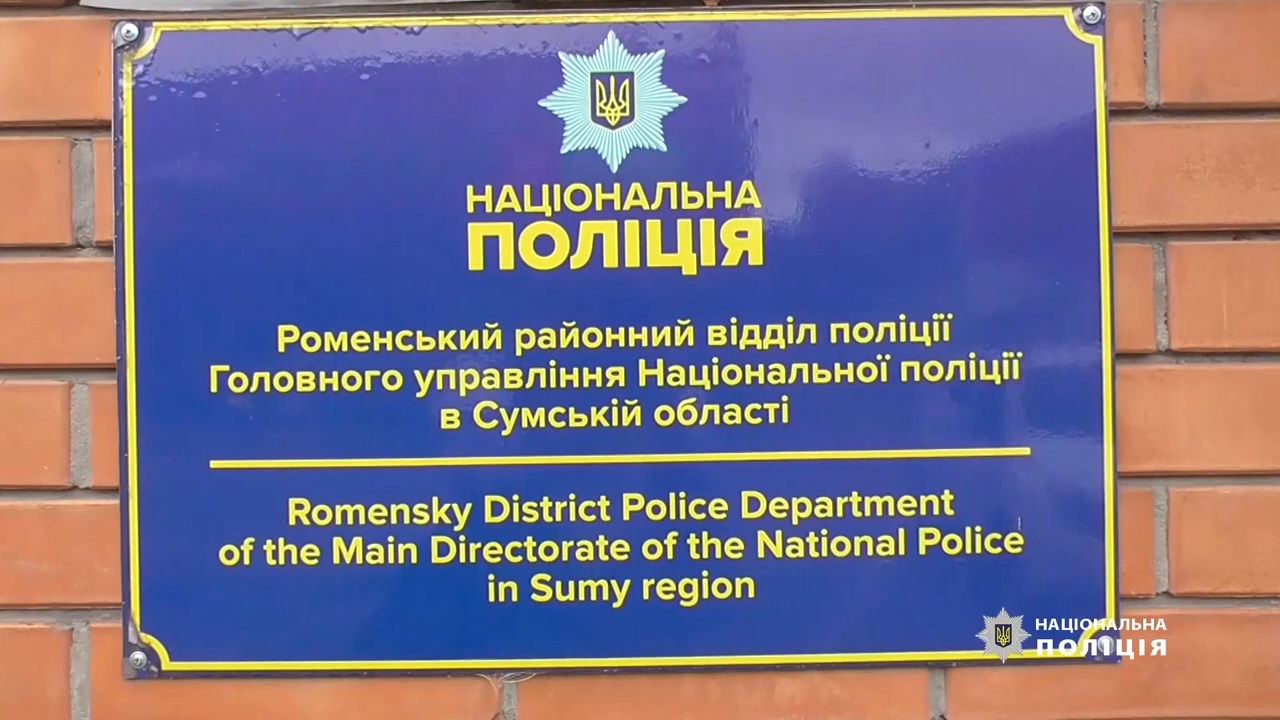 НАЦІОНАЛЬНА
ПОЛІЦІЯ
Роменський районний відділ поліції
Головного управління Національної поліції
в Сумській області
Romensky District Police Department
of the Main Directorate of the National Police
in Sumy region
НАЦІОНАЛЬНА
ПОЛІЦІЯ